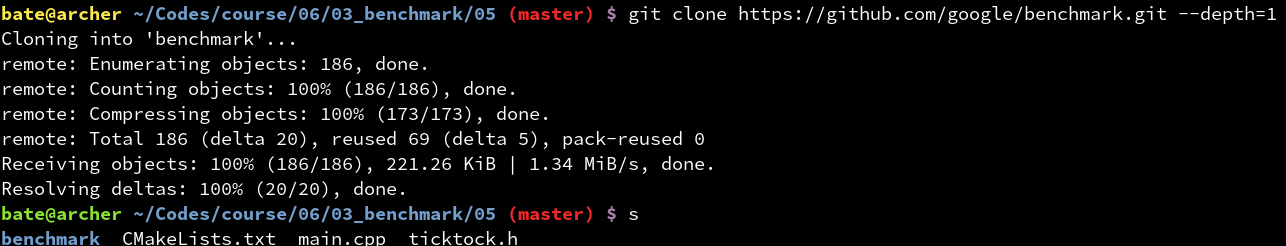 bate@archer ~/Codes/course/06/03_benchmark/05 (master) $ git clone https://github.com/google/benchmark.git --depth=1
Cloning into 'benchmark'...
remote: Enumerating objects: 186, done.
remote: Counting objects: 100% (186/186), done.
remote: Compressing objects: 100% (173/173), done.
remote: Total 186 (delta 20), reused 69 (delta 5), pack-reused 0
Receiving objects: 100% (186/186), 221.26 KiB | 1.34 MiB/s, done.
Resolving deltas: 100% (20/20), done.
bate@archer ~/Codes/course/06/03_benchmark/05 (master) $ s
benchmark  CMakeLists.txt  main.cpp  ticktock.h